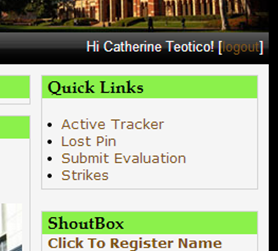 Hi Catherine Teotico! [logout]
Quick Links
Active Tracker
Lost Pin
Submit Evaluation
Strikes
ShoutBox
Click To Register Name